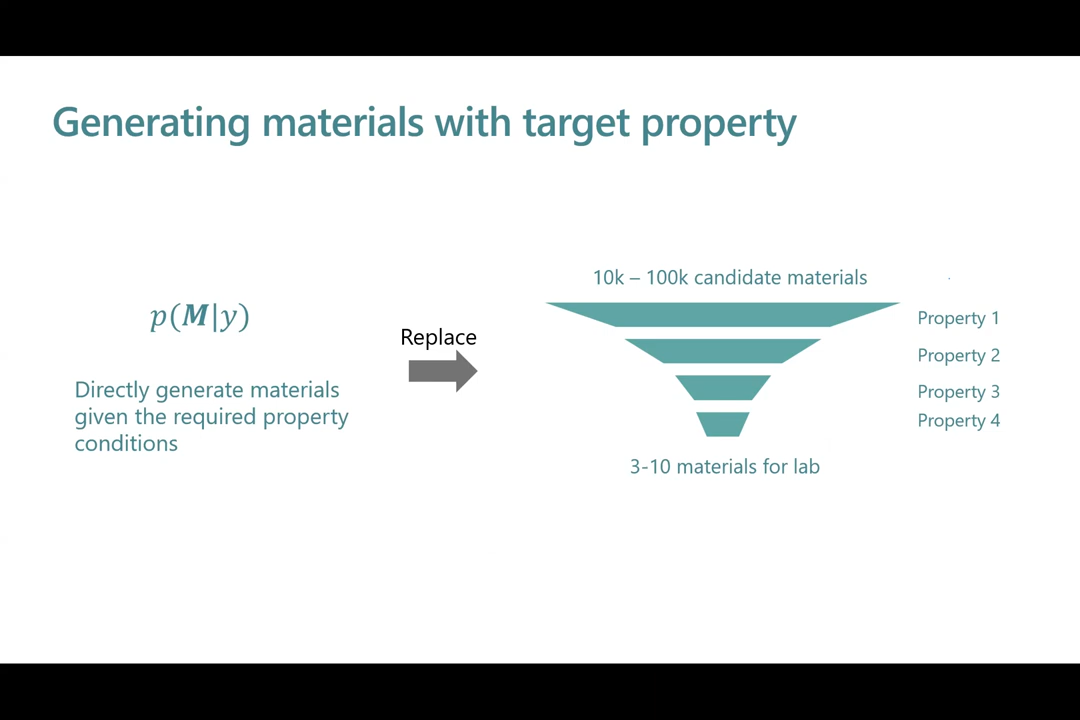 Generating materials with target property
p(M|y)
Directly generate materials
given the required property
conditions
Replace
10k – 100k candidate materials
Property 1
Property 2
Property 3
Property 4
3-10 materials for lab